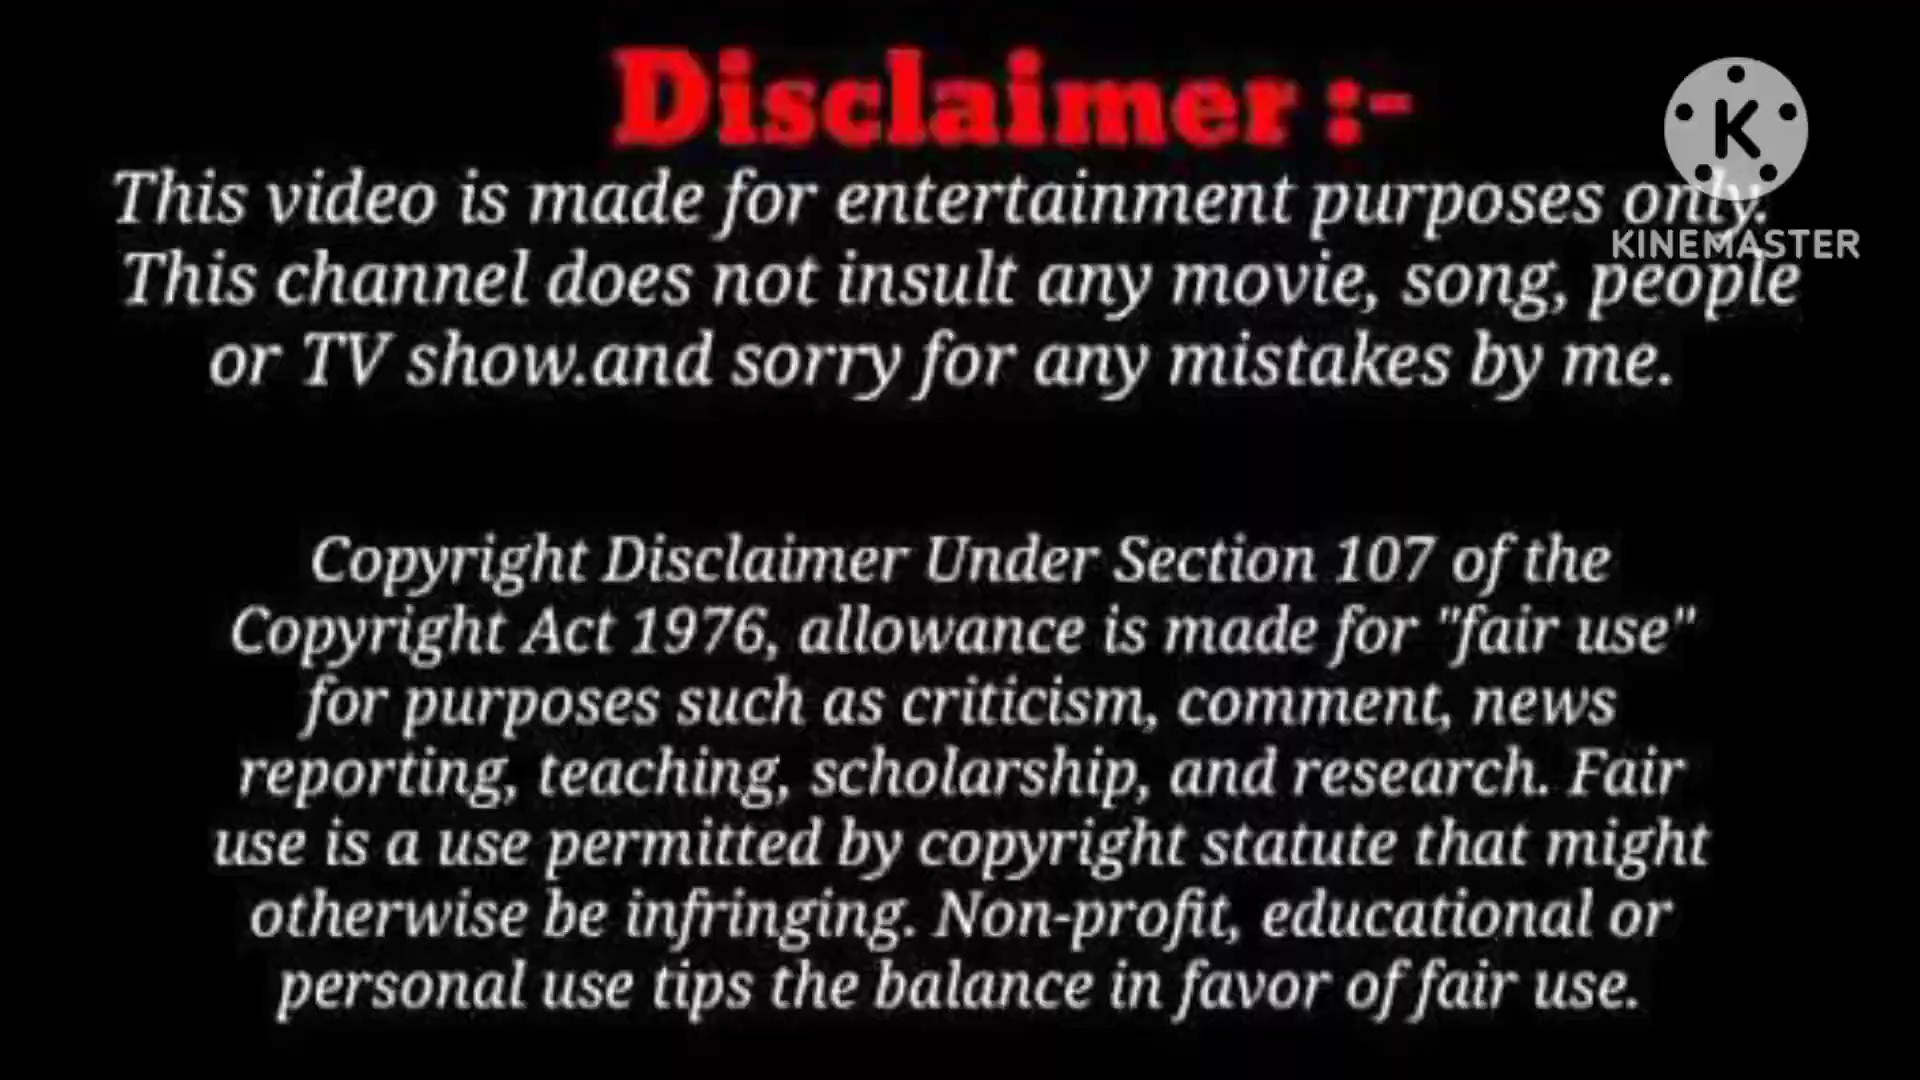 Disclaimer :-
This video is made for entertainment purposes only.
This channel does not insult any movie, song, people
or TV show.and sorry for any mistakes by me.
Copyright Disclaimer Under Section 107 of the
Copyright Act 1976, allowance is made for "fair use"
for purposes such as criticism, comment, news
reporting, teaching, scholarship, and research. Fair
use is a use permitted by copyright statute that might
otherwise be infringing. Non-profit, educational or
personal use tips the balance in favor of fair use.
K
KINEMASTER